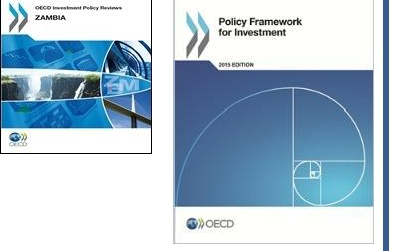 OECD Investment Policy Reviews
ZAMBIA
OECD
Policy Framework
for Investment
2015 EDITION
OECD